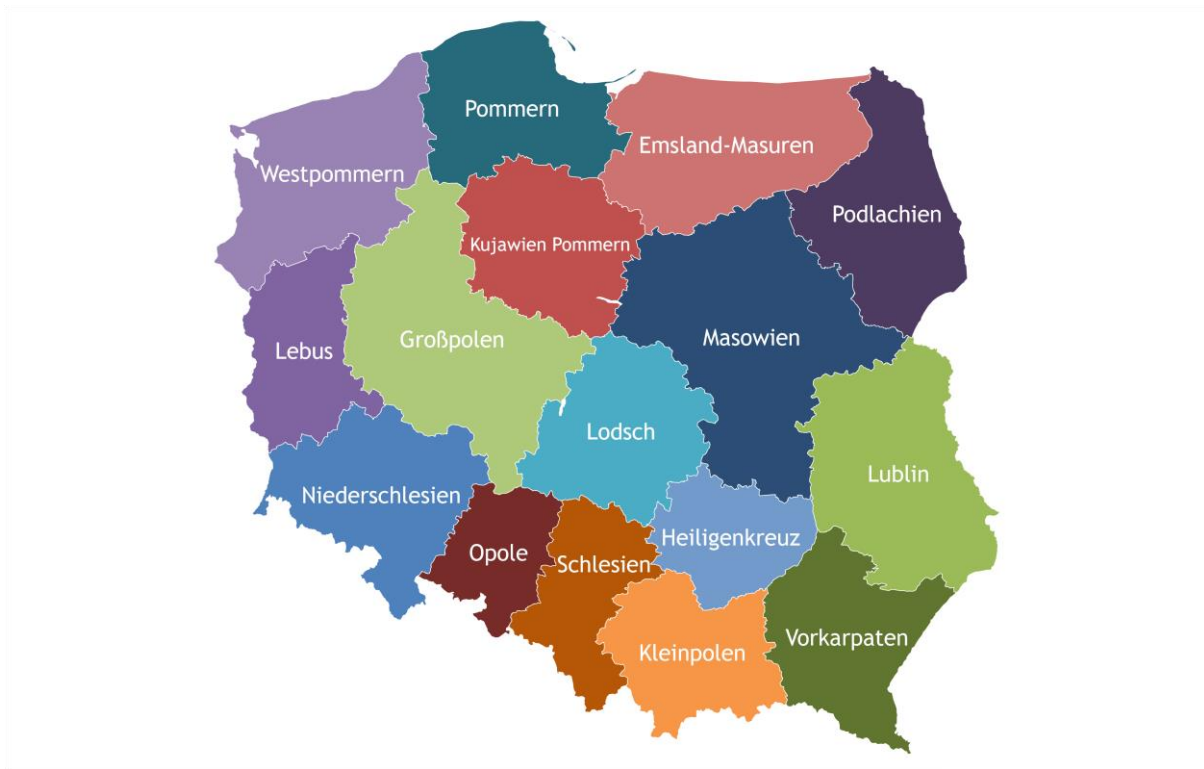 Pommern
Emsland-Masuren
Westpommern
Podlachien
Kujawien Pommern
Großpolen
Masowien
Lebus
Lodsch
Lublin
Niederschlesien
Heiligenkreuz
Opole
Schlesien
Vorkarpaten
Kleinpolen